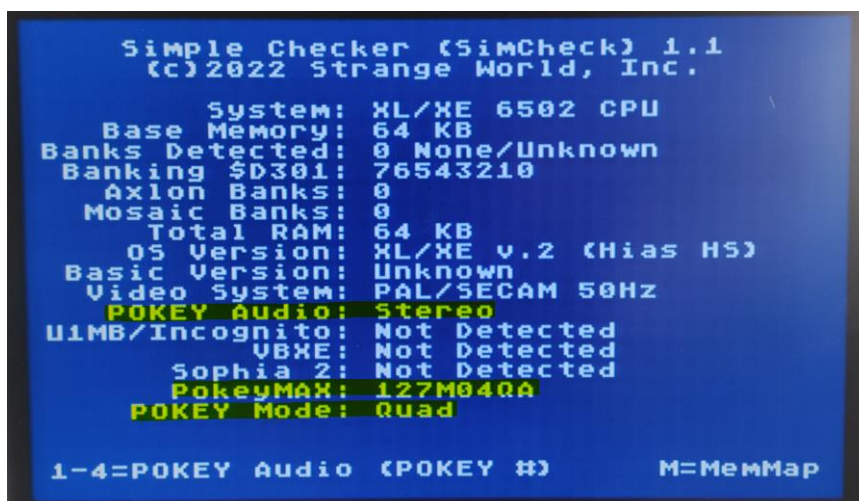 Simple Checker (SimCheck) 1.1
(c)2022 Strange World, Inc.
System: XL/XE 6502 CPU
Base Memory: 64 KB
Banks Detected: 0 None/Unknown
Banking $D301: 76543210
Axlon Banks: 0
Mosaic Banks: 0
Total RAM: 64 KB
OS Version: XL/XE v.2 (Hias HS)
Basic Version: Unknown
Video System: PAL/SECAM 50Hz
POKEY Audio: Stereo
U1MB/Incognito: Not Detected
VBXE: Not Detected
Sophia 2: Not Detected
PokeyMAX: 127M04QA
POKEY Mode: Quad
1-4=POKEY Audio (POKEY #) M=MemMap